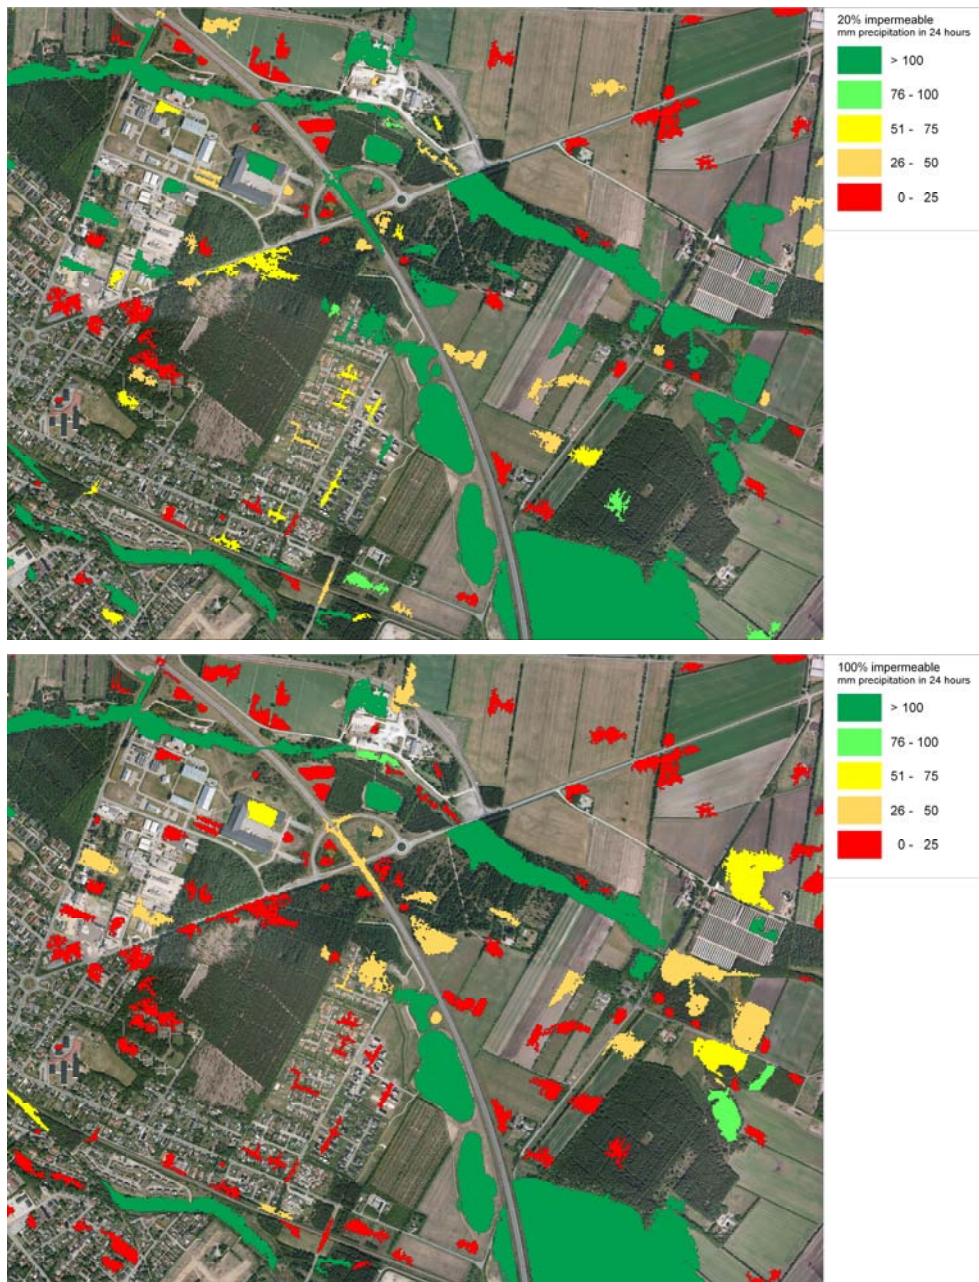 20% impermeable
mm precipitation in 24 hours
> 100
76 - 100
51 - 75
26 - 50
0 - 25
100% impermeable
mm precipitation in 24 hours
> 100
76 - 100
51 - 75
26 - 50
0 - 25